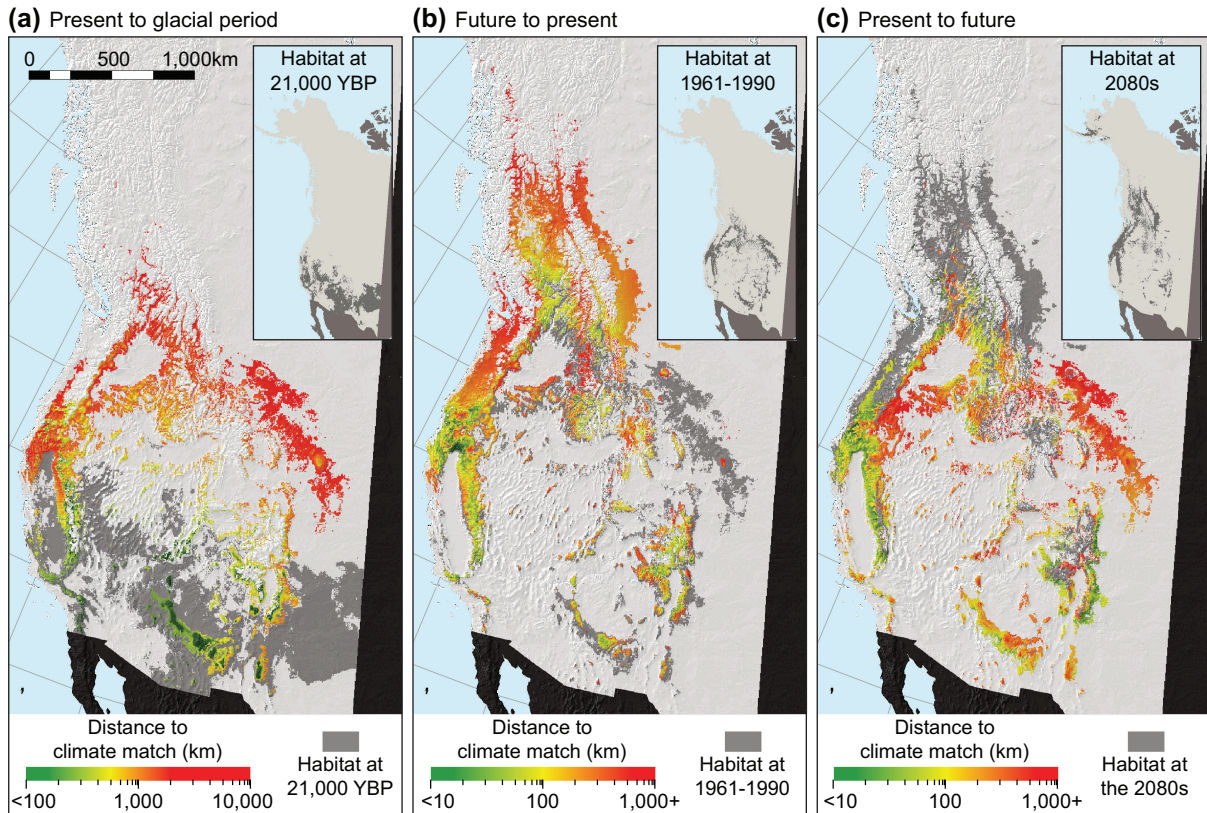 (a) Present to glacial period
0 500 1,000km
Habitat at
21,000 YBP
Distance to
climate match (km)
<100 1,000 10,000
Habitat at
21,000 YBP
(b) Future to present
Habitat at
1961-1990
Distance to
climate match (km)
<10 100 1,000+
Habitat at
1961-1990
(c) Present to future
Habitat at
2080s
Distance to
climate match (km)
<10 100 1,000+
Habitat at
the 2080s